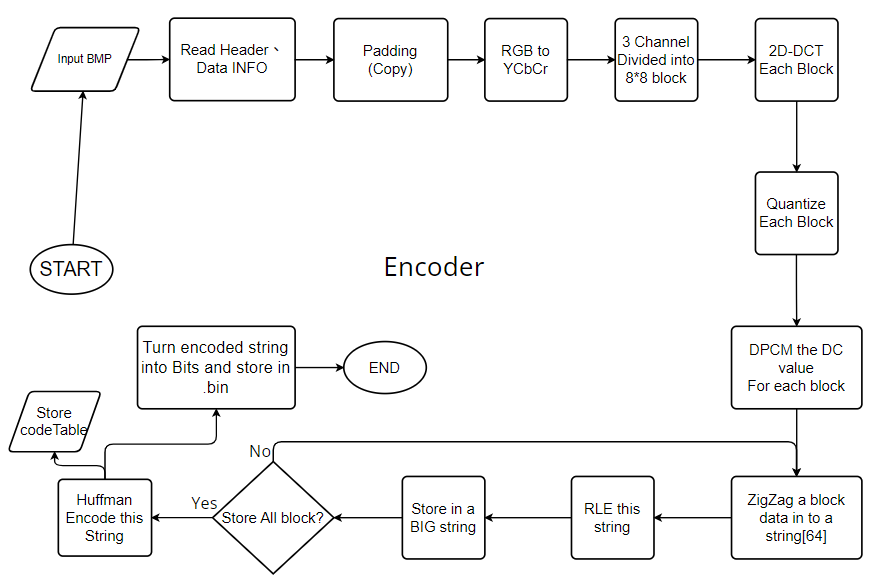 Input BMP
Read Header、
Data INFO
Padding
(Copy)
RGB to
YCbCr
3 Channel
Divided into
8*8 block
2D-DCT
Each Block
Quantize
Each Block
START
Encoder
DPCM the DC
value
For each block
Turn encoded string
into Bits and store in
.bin
END
Store
codeTable
No
Yes
Huffman
Encode this
String
Store All block?
Store in a
BIG string
RLE this
string
ZigZag a block
data in to a
string[64]